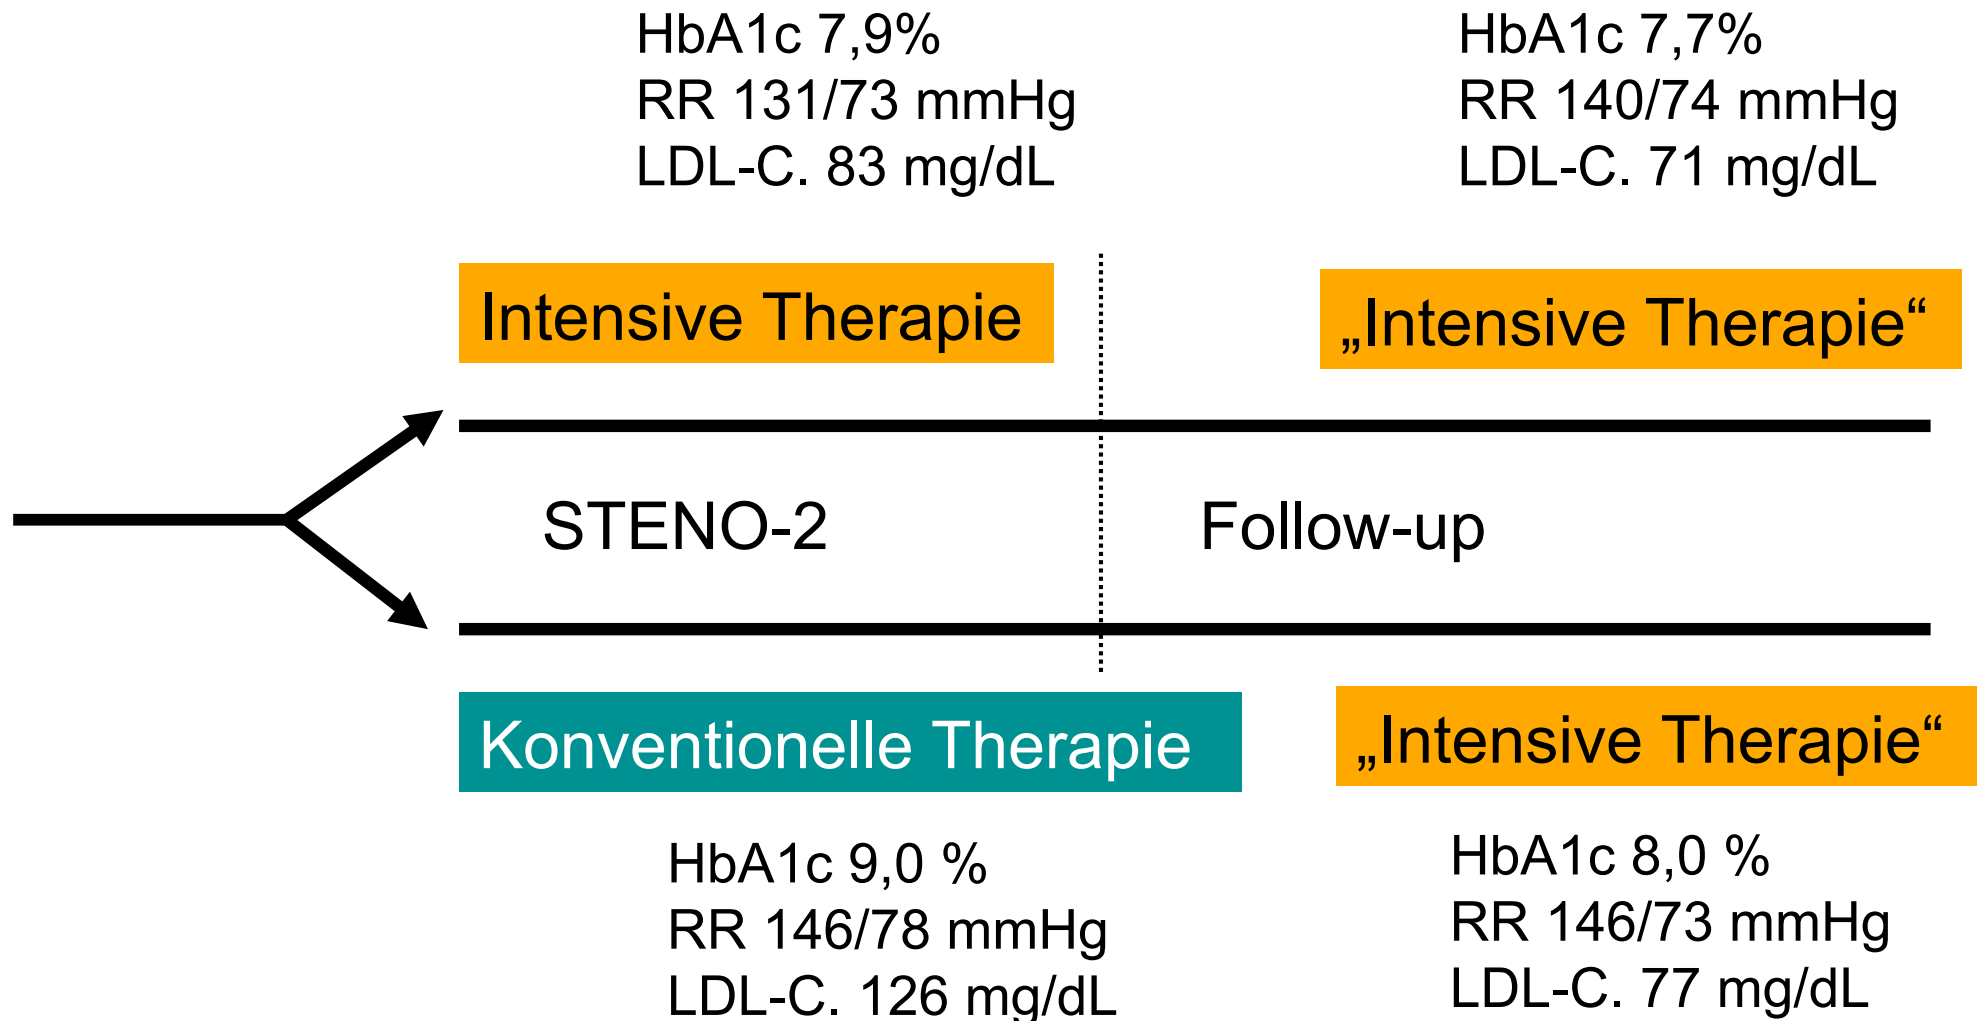 HbA1c 7,9%
RR 131/73 mmHg
LDL-C. 83 mg/dL
HbA1c 7,7%
RR 140/74 mmHg
LDL-C. 71 mg/dL
Intensive Therapie
„Intensive Therapie“
STENO-2
Follow-up
Konventionelle Therapie
„Intensive Therapie“
HbA1c 9,0 %
RR 146/78 mmHg
LDL-C. 126 mg/dL
HbA1c 8,0 %
RR 146/73 mmHg
LDL-C. 77 mg/dL